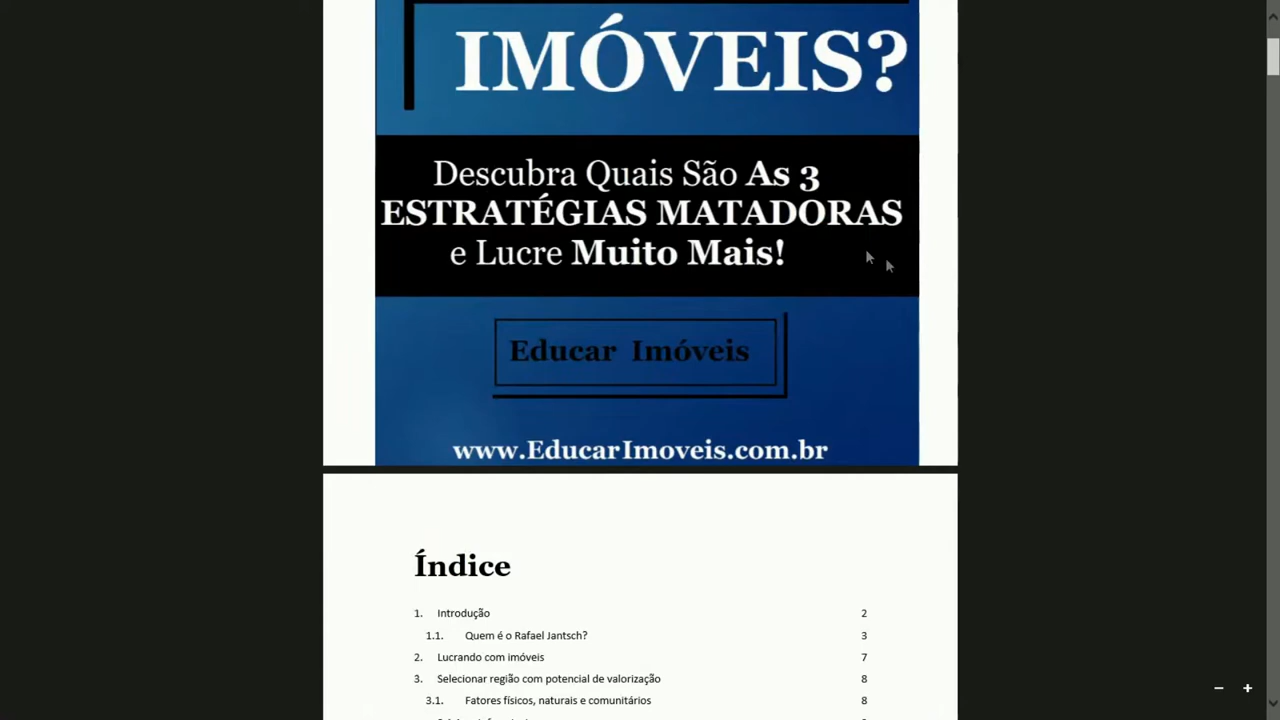 IMÓVEIS?
Descubra Quais São As 3
ESTRATÉGIAS MATADORAS
e Lucre Muito Mais!
Educar Imóveis
www.EducarImoveis.com.br
Índice
1. Introdução 2
1.1. Quem é o Rafael Jantsch? 3
2. Lucrando com imóveis 7
3. Selecionar região com potencial de valorização 8
3.1. Fatores físicos, naturais e comunitários 8